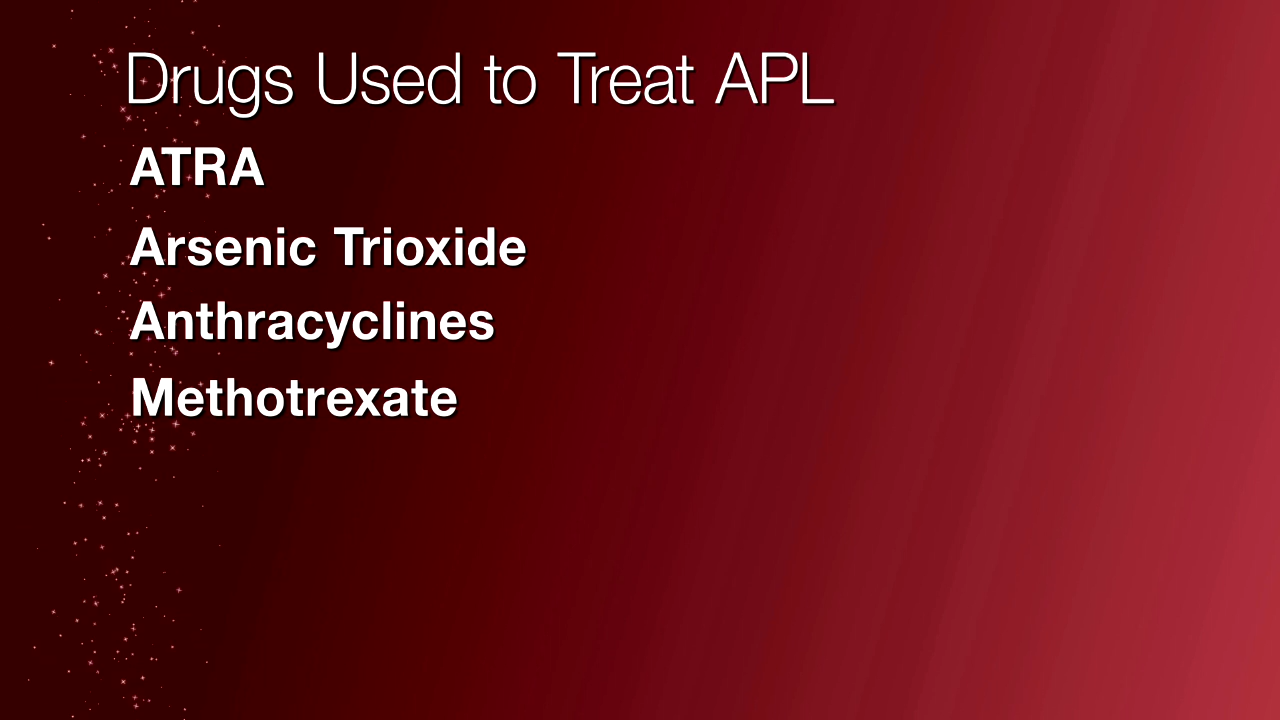 Drugs Used to Treat APL
ATRA
Arsenic Trioxide
Anthracyclines
Methotrexate